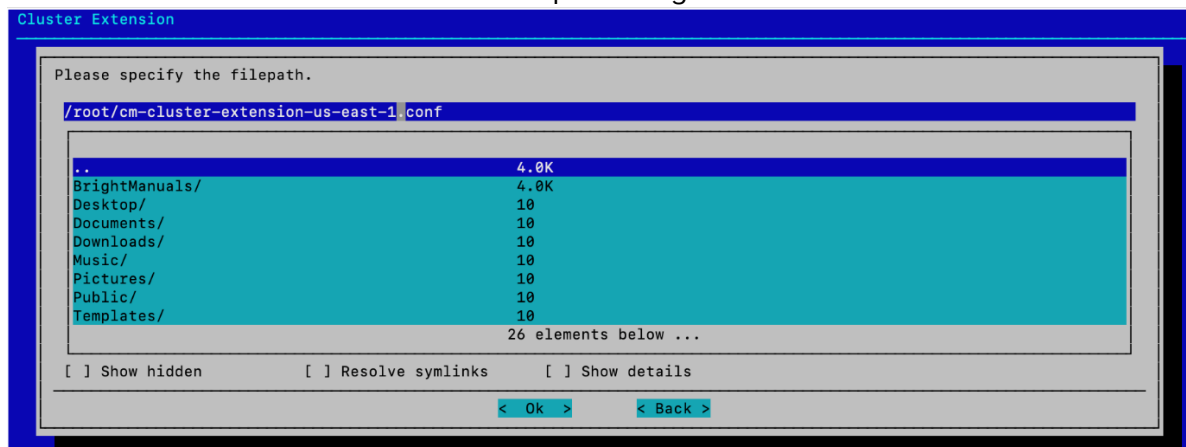 Cluster Extension
Please specify the filepath.
/root/cm-cluster-extension-us-east-1.conf
.. 4.0K
BrightManuals/ 4.0K
Desktop/ 10
Documents/ 10
Downloads/ 10
Music/ 10
Pictures/ 10
Public/ 10
Templates/ 10
26 elements below ...
[ ] Show hidden [ ] Resolve symlinks [ ] Show details
< Ok > < Back >